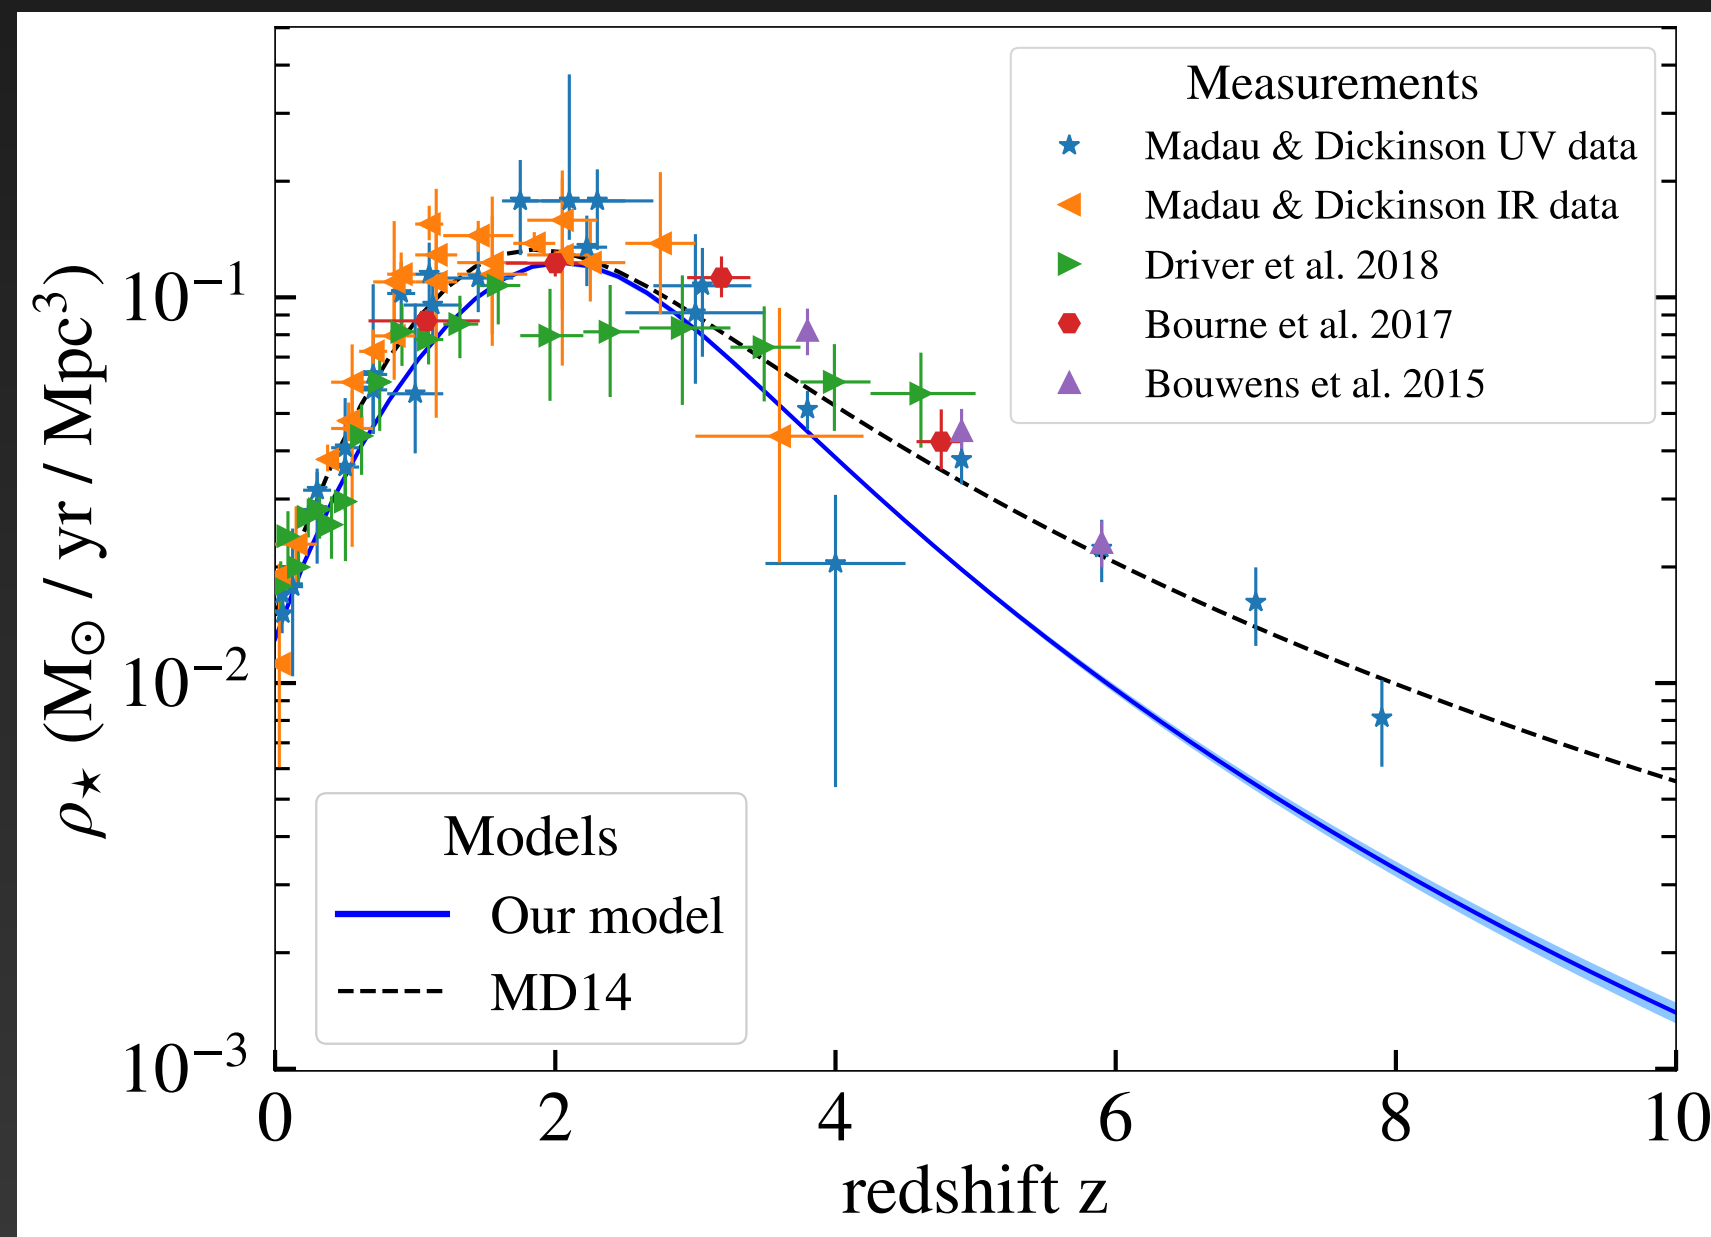 Measurements
Madau & Dickinson UV data
Madau & Dickinson IR data
Driver et al. 2018
Bourne et al. 2017
Bouwens et al. 2015
10⁻¹
10⁻²
10⁻³
ρ⋆ (M⊙ / yr / Mpc³)
Models
Our model
MD14
0 2 4 6 8 10
redshift z